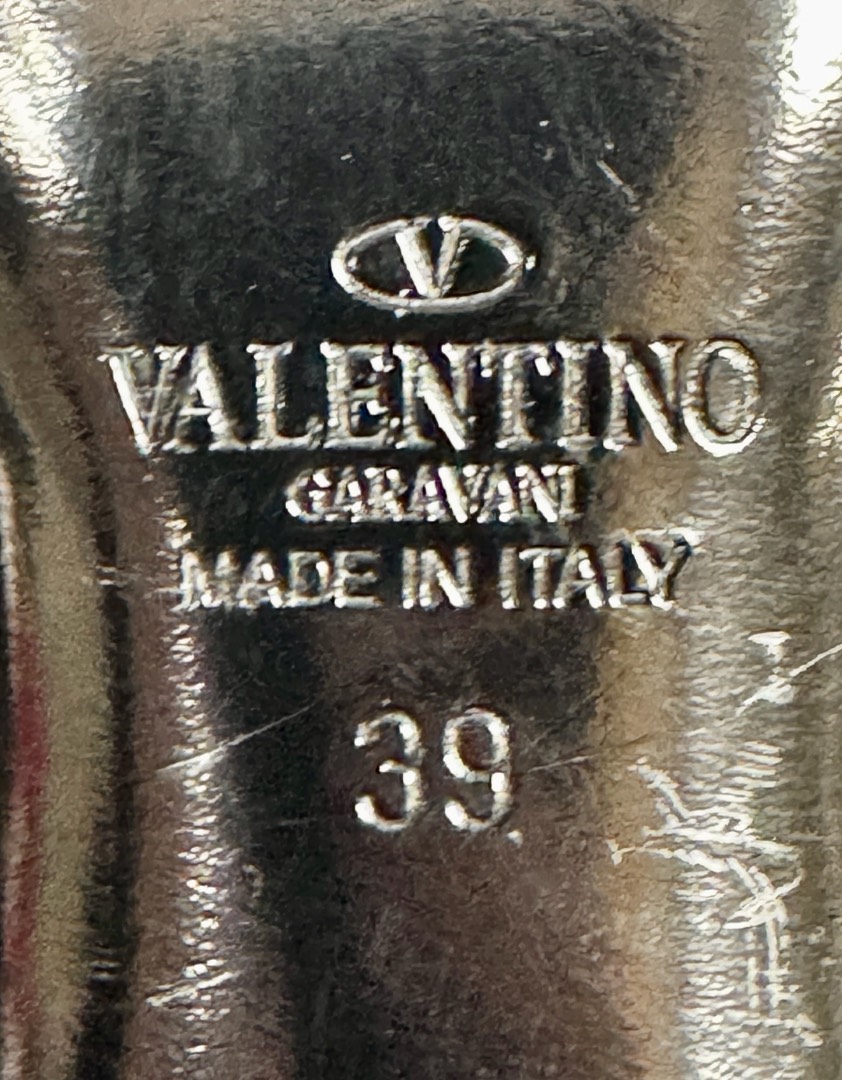 V
VALENTINO
GARAVANI
MADE IN ITALY
39